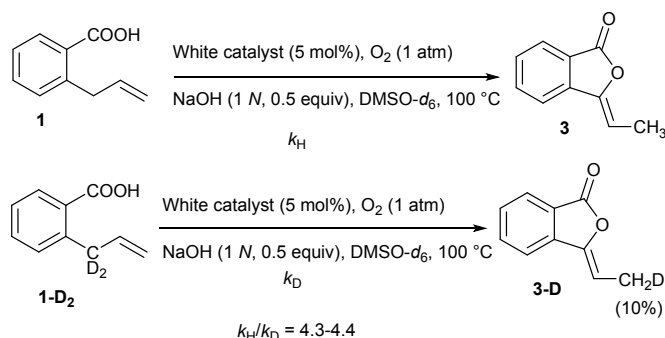 COOH
1
White catalyst (5 mol%), O₂ (1 atm)
NaOH (1 N, 0.5 equiv), DMSO-d₆, 100 °C
kH
O
O
CH₃
3
COOH
D₂
1-D₂
White catalyst (5 mol%), O₂ (1 atm)
NaOH (1 N, 0.5 equiv), DMSO-d₆, 100 °C
kD
O
O
CH₂D
3-D
(10%)
kH/kD = 4.3-4.4